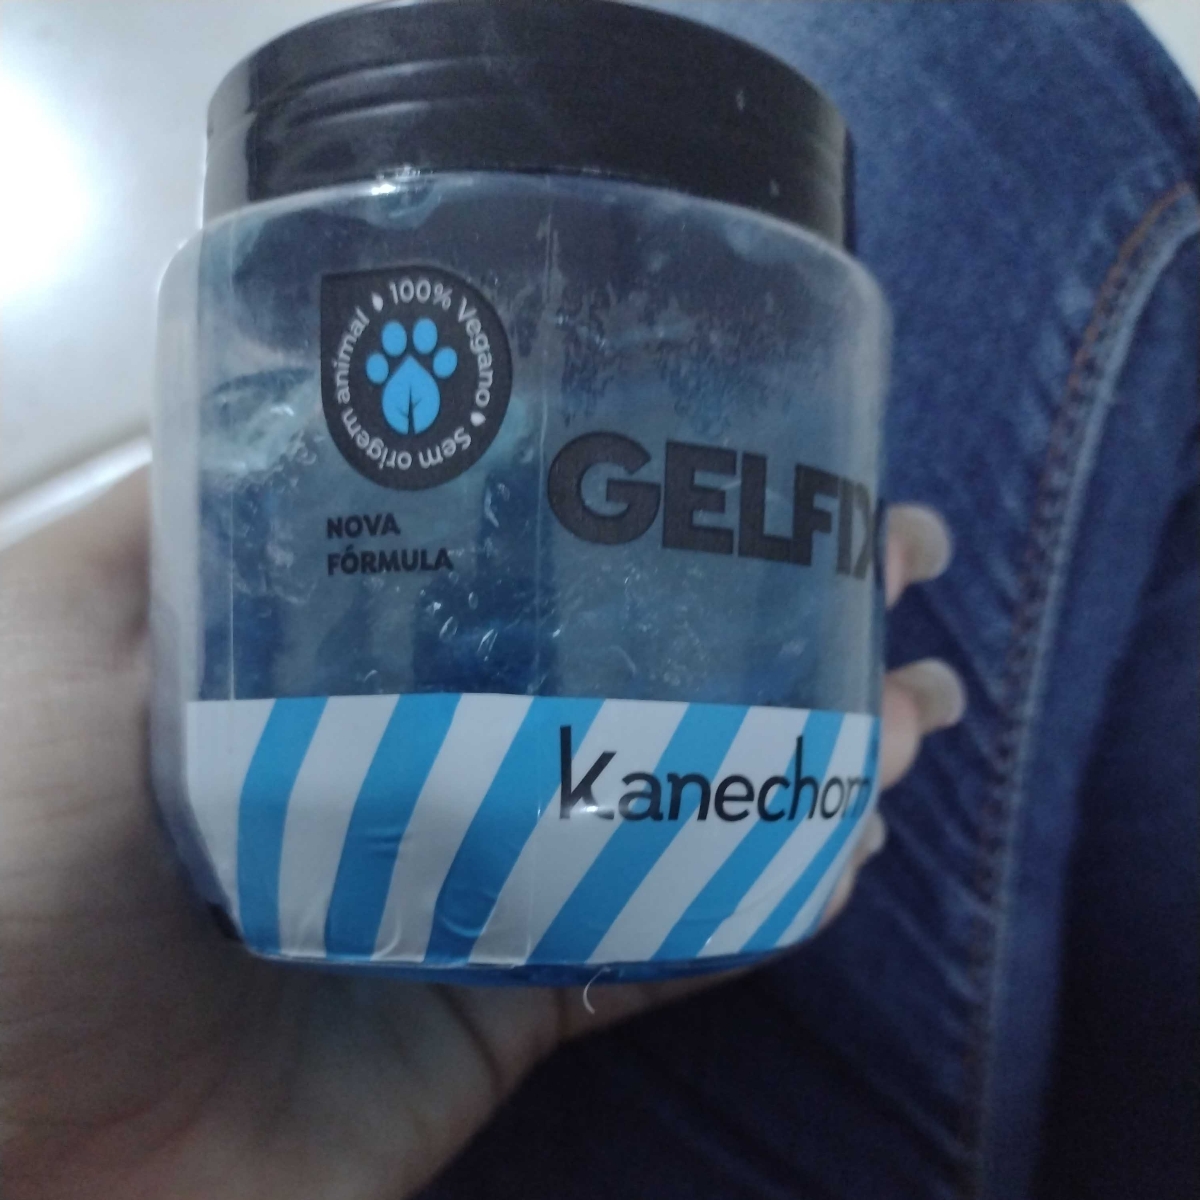 100% Vegano • Sem origem animal •
NOVA
FÓRMULA
GELFIX
Kanechom